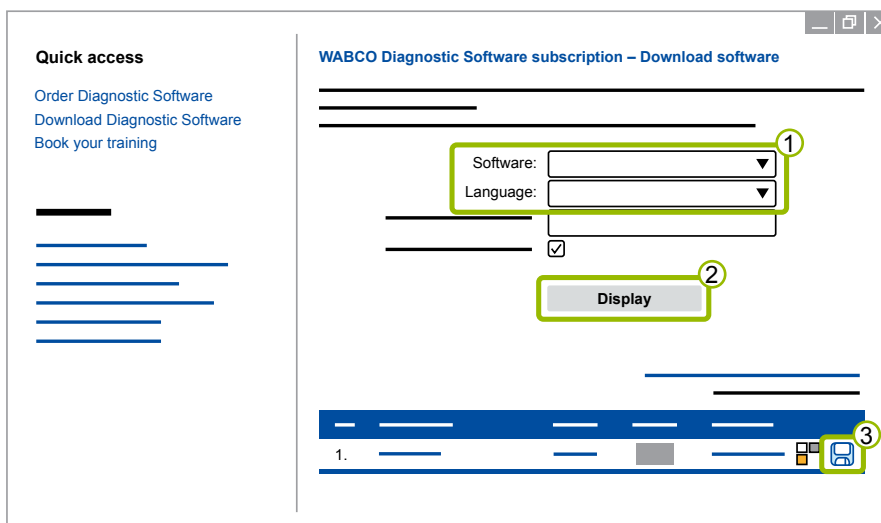 Quick access
Order Diagnostic Software
Download Diagnostic Software
Book your training
WABCO Diagnostic Software subscription – Download software
1
Software:
Language:
2
Display
3
1.